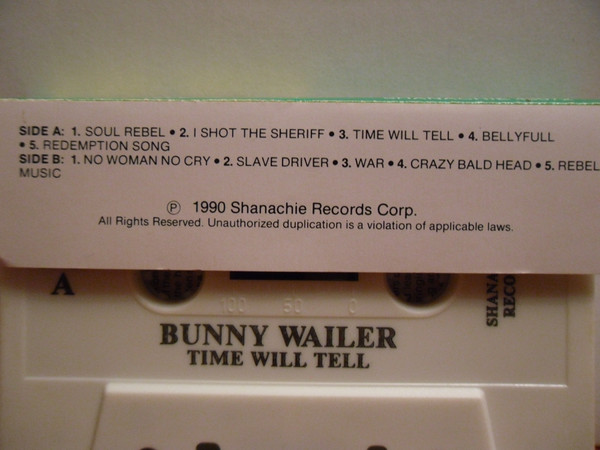 SIDE A: 1. SOUL REBEL • 2. I SHOT THE SHERIFF • 3. TIME WILL TELL • 4. BELLYFULL
• 5. REDEMPTION SONG
SIDE B: 1. NO WOMAN NO CRY • 2. SLAVE DRIVER • 3. WAR • 4. CRAZY BALD HEAD • 5. REBEL
MUSIC
℗ 1990 Shanachie Records Corp.
All Rights Reserved. Unauthorized duplication is a violation of applicable laws.
A
100 50 0
BUNNY WAILER
TIME WILL TELL
SHANA
RECO